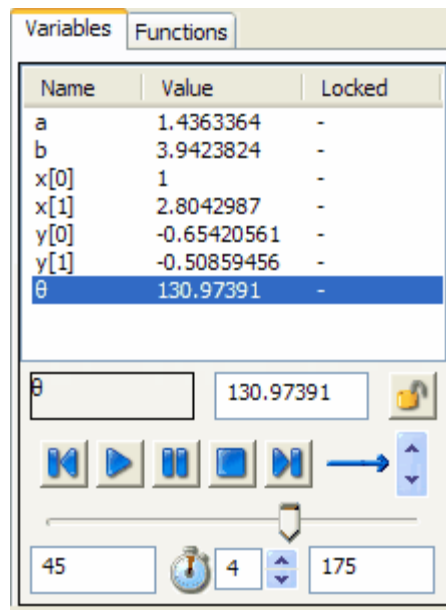 Variables Functions
Name Value Locked
a 1.4363364 -
b 3.9423824 -
x[0] 1 -
x[1] 2.8042987 -
y[0] -0.65420561 -
y[1] -0.50859456 -
θ 130.97391 -
θ 130.97391
45 4 175